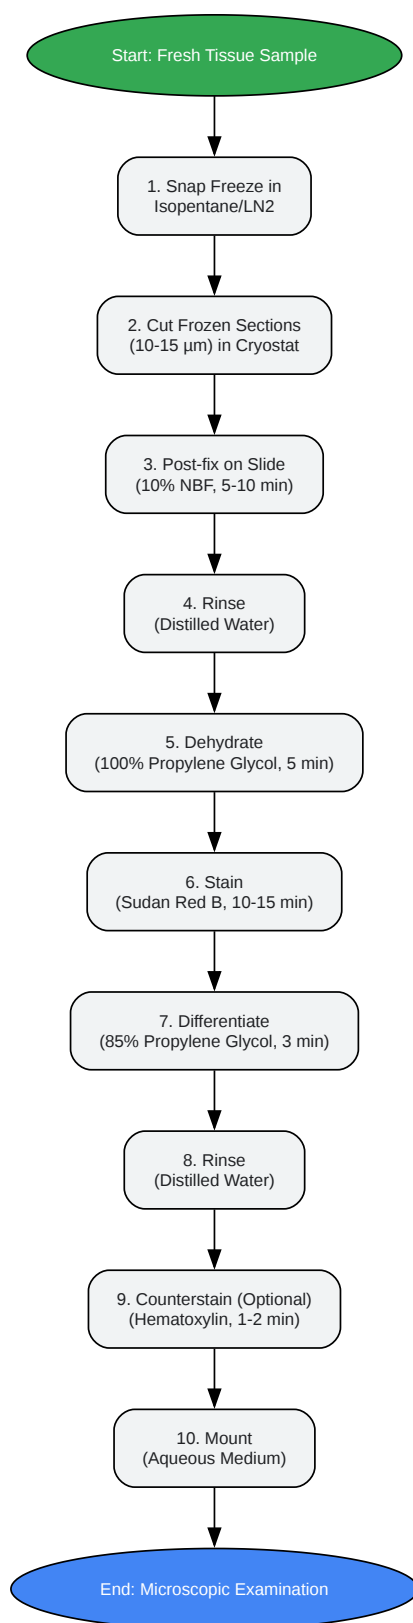 Start: Fresh Tissue Sample
1. Snap Freeze in
Isopentane/LN2
2. Cut Frozen Sections
(10-15 µm) in Cryostat
3. Post-fix on Slide
(10% NBF, 5-10 min)
4. Rinse
(Distilled Water)
5. Dehydrate
(100% Propylene Glycol, 5 min)
6. Stain
(Sudan Red B, 10-15 min)
7. Differentiate
(85% Propylene Glycol, 3 min)
8. Rinse
(Distilled Water)
9. Counterstain (Optional)
(Hematoxylin, 1-2 min)
10. Mount
(Aqueous Medium)
End: Microscopic Examination